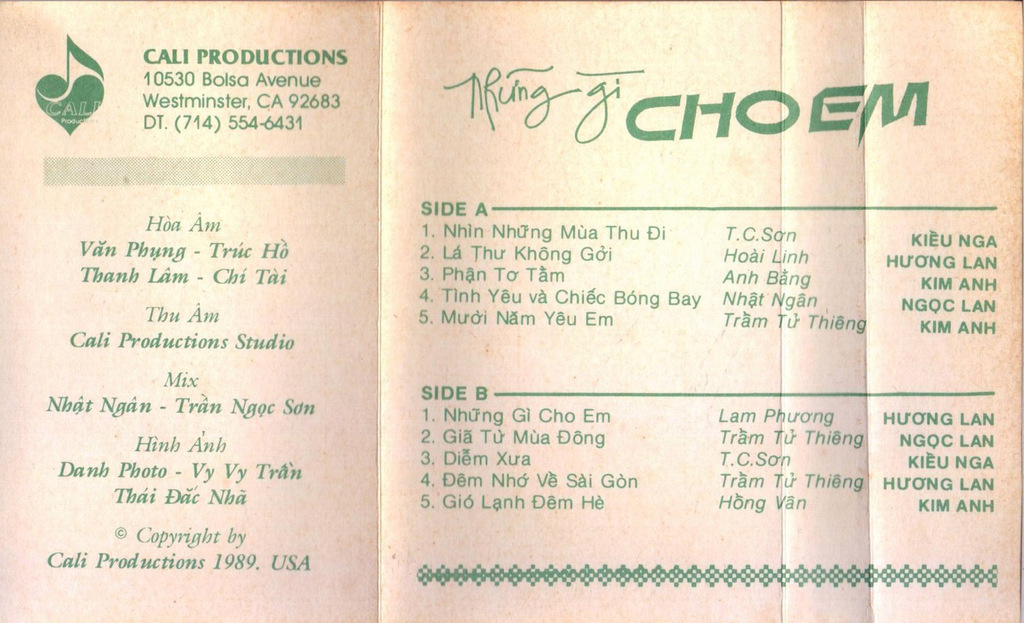 CALI
Productions
CALI PRODUCTIONS
10530 Bolsa Avenue
Westminster, CA 92683
DT. (714) 554-6431
Hòa Âm
Văn Phụng - Trúc Hồ
Thanh Lâm - Chí Tài
Thu Âm
Cali Productions Studio
Mix
Nhật Ngân - Trần Ngọc Sơn
Hình Ảnh
Danh Photo - Vy Vy Trần
Thái Đắc Nhã
© Copyright by
Cali Productions 1989. USA
Những gì CHO EM
SIDE A
1. Nhìn Những Mùa Thu Đi T.C.Sơn KIỀU NGA
2. Lá Thư Không Gởi Hoài Linh HƯƠNG LAN
3. Phận Tơ Tằm Anh Bằng KIM ANH
4. Tình Yêu và Chiếc Bóng Bay Nhật Ngân NGỌC LAN
5. Mười Năm Yêu Em Trầm Tử Thiêng KIM ANH
SIDE B
1. Những Gì Cho Em Lam Phương HƯƠNG LAN
2. Giã Từ Mùa Đông Trầm Tử Thiêng NGỌC LAN
3. Diễm Xưa T.C.Sơn KIỀU NGA
4. Đêm Nhớ Về Sài Gòn Trầm Tử Thiêng HƯƠNG LAN
5. Gió Lạnh Đêm Hè Hồng Vân KIM ANH